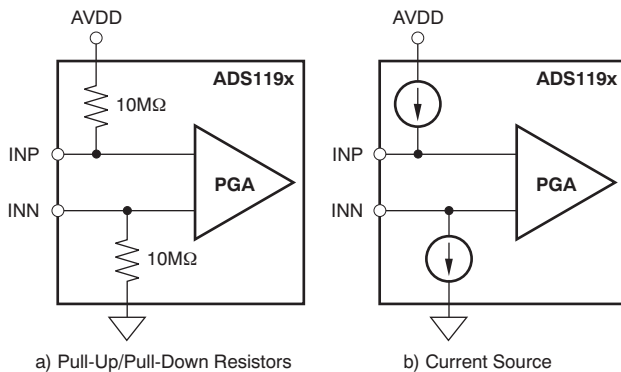 AVDD
ADS119x
10MΩ
INP
PGA
INN
10MΩ
a) Pull-Up/Pull-Down Resistors
AVDD
ADS119x
INP
PGA
INN
b) Current Source